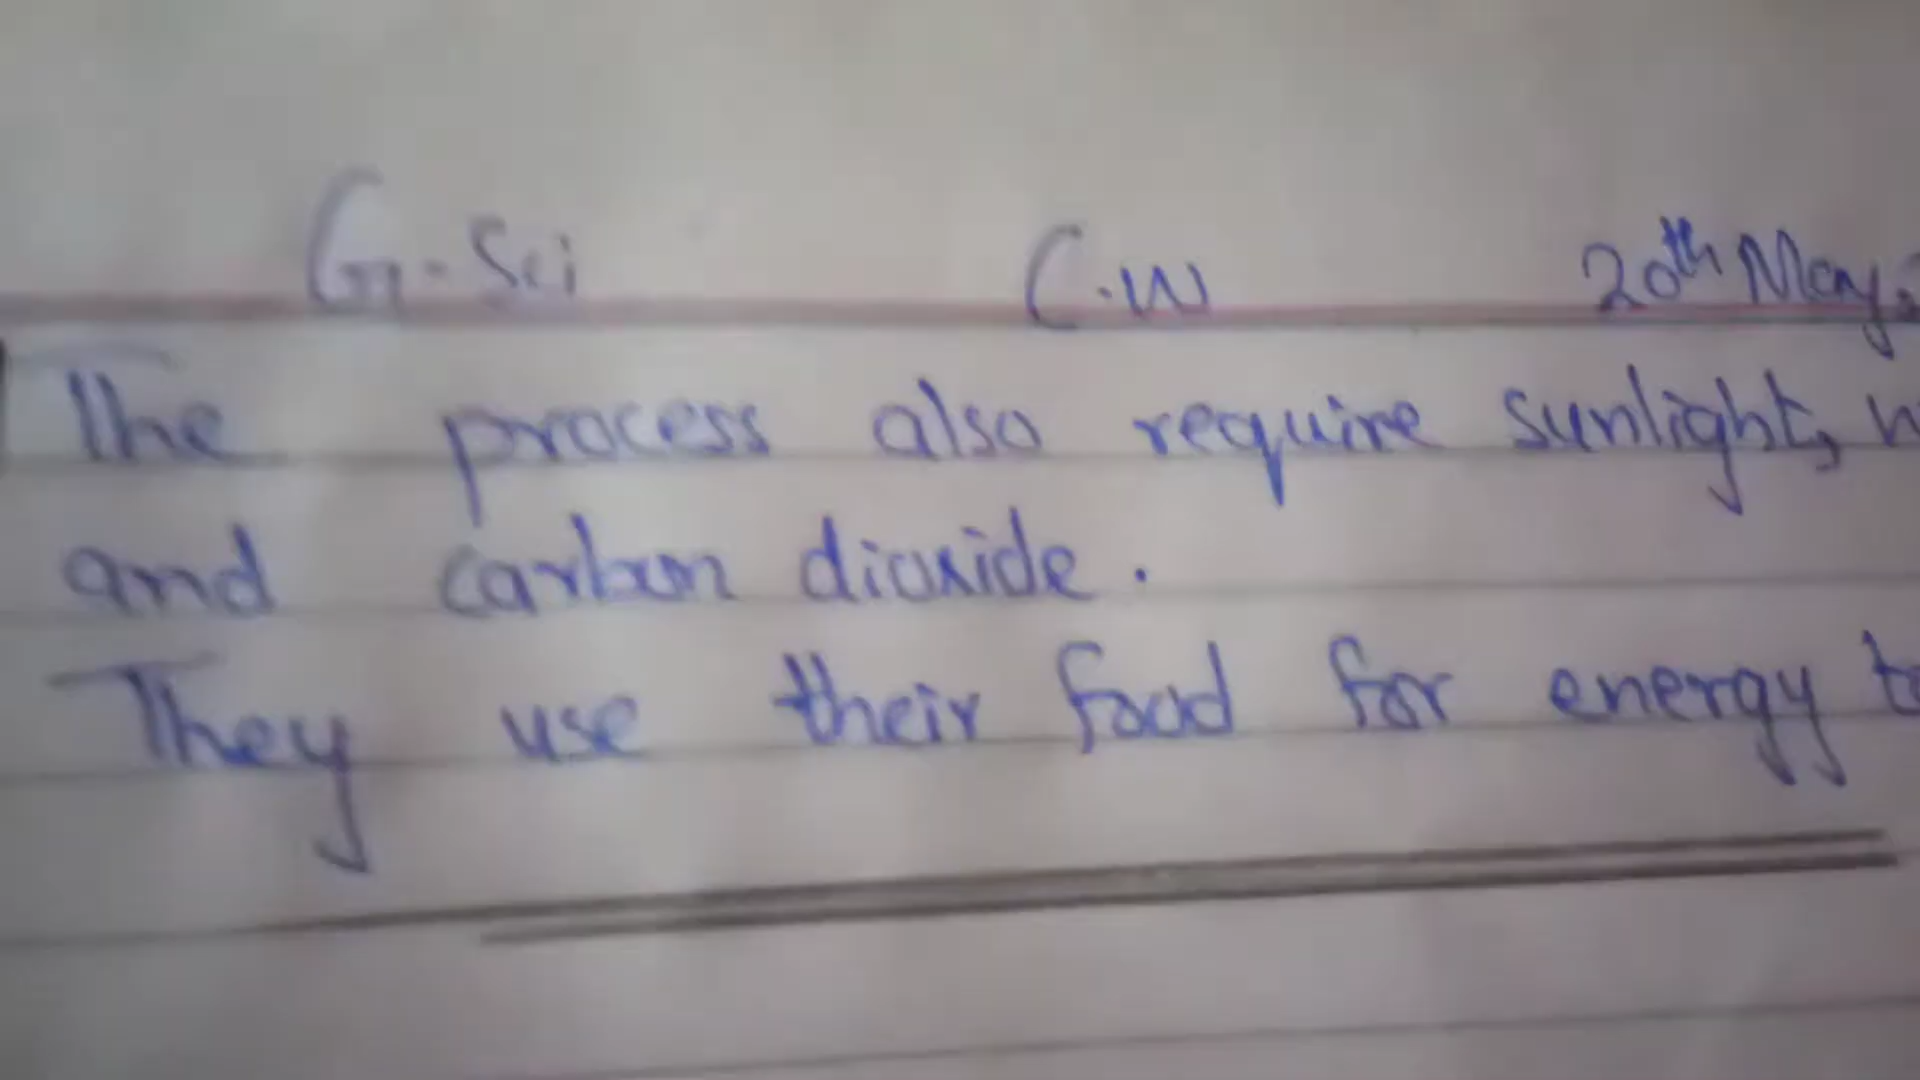 G-Sci C.W 20th May,
The process also require sunlight,
and carbon dioxide.
They use their food for energy